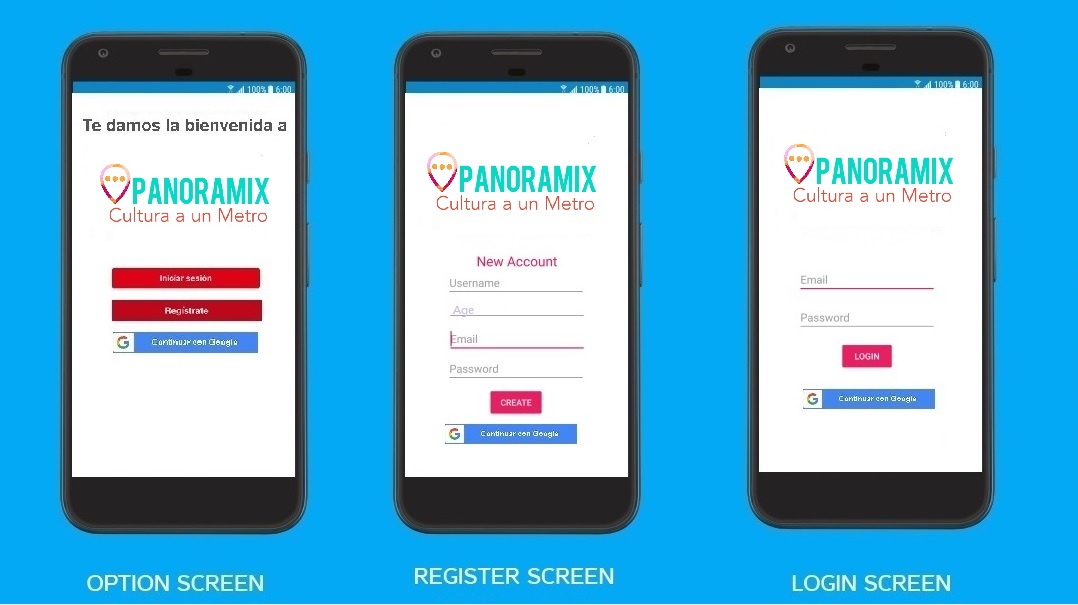 100% 6:00
Te damos la bienvenida a
PANORAMIX
Cultura a un Metro
Iniciar sesión
Regístrate
G Continuar con Google
OPTION SCREEN
100% 6:00
PANORAMIX
Cultura a un Metro
New Account
Username
Age
Email
Password
CREATE
G Continuar con Google
REGISTER SCREEN
100% 6:00
PANORAMIX
Cultura a un Metro
Email
Password
LOGIN
G Continuar con Google
LOGIN SCREEN